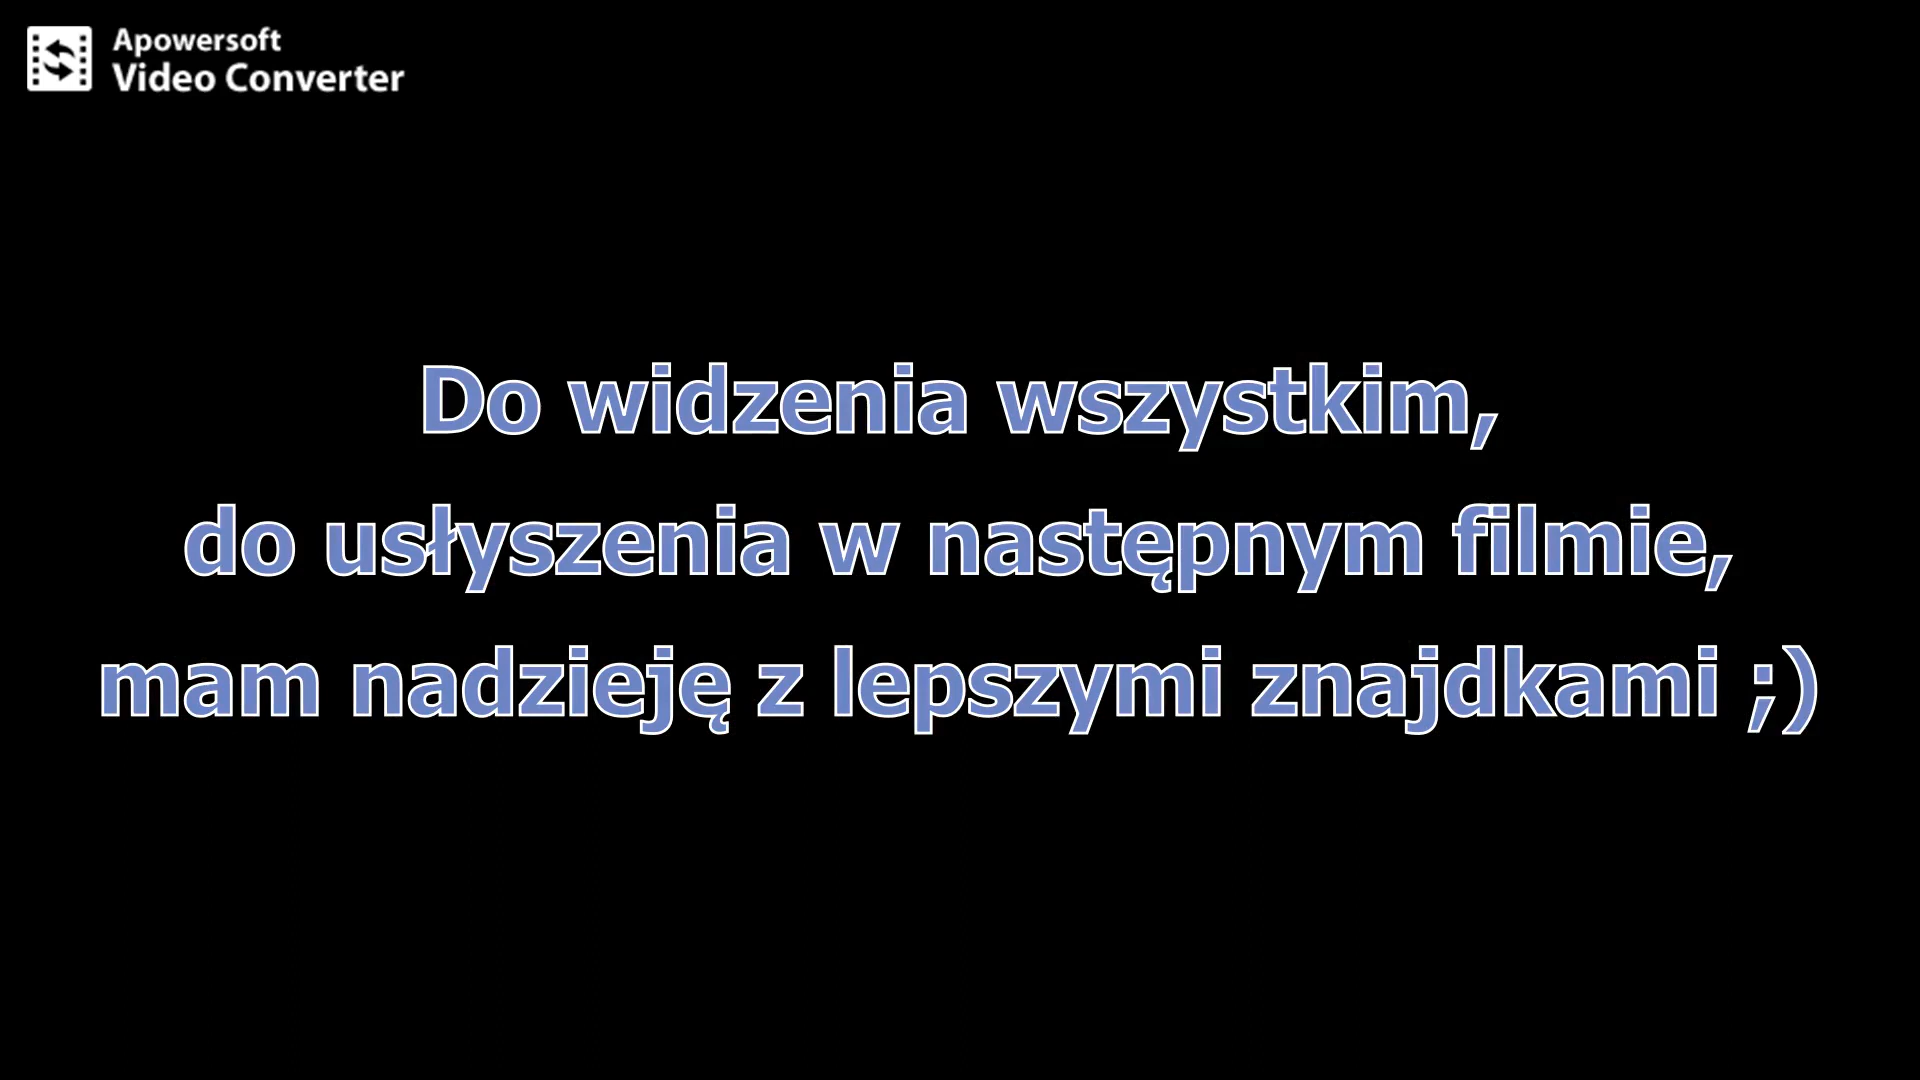 Apowersoft
Video Converter
Do widzenia wszystkim,
do usłyszenia w następnym filmie,
mam nadzieję z lepszymi znajdkami ;)